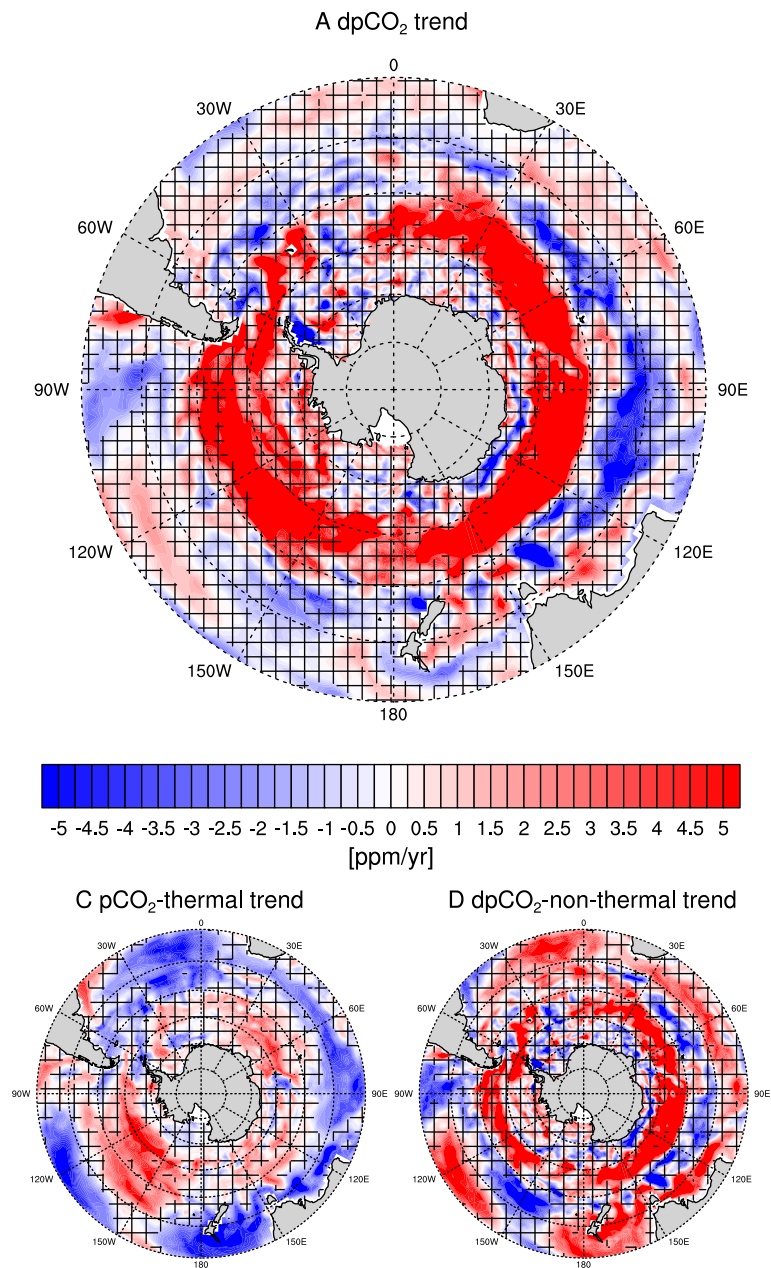 A dpCO₂ trend
0
30W 30E
60W 60E
90W 90E
120W 120E
150W 150E
180
-5 -4.5 -4 -3.5 -3 -2.5 -2 -1.5 -1 -0.5 0 0.5 1 1.5 2 2.5 3 3.5 4 4.5 5
[ppm/yr]
C pCO₂-thermal trend
0
30W 30E
60W 60E
90W 90E
120W 120E
150W 150E
180
D dpCO₂-non-thermal trend
0
30W 30E
60W 60E
90W 90E
120W 120E
150W 150E
180